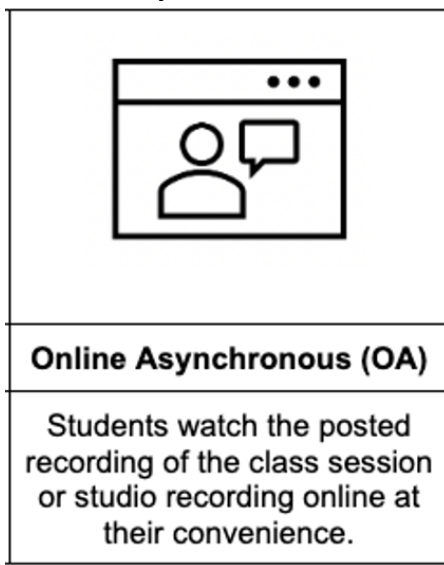 Online Asynchronous (OA)
Students watch the posted
recording of the class session
or studio recording online at
their convenience.